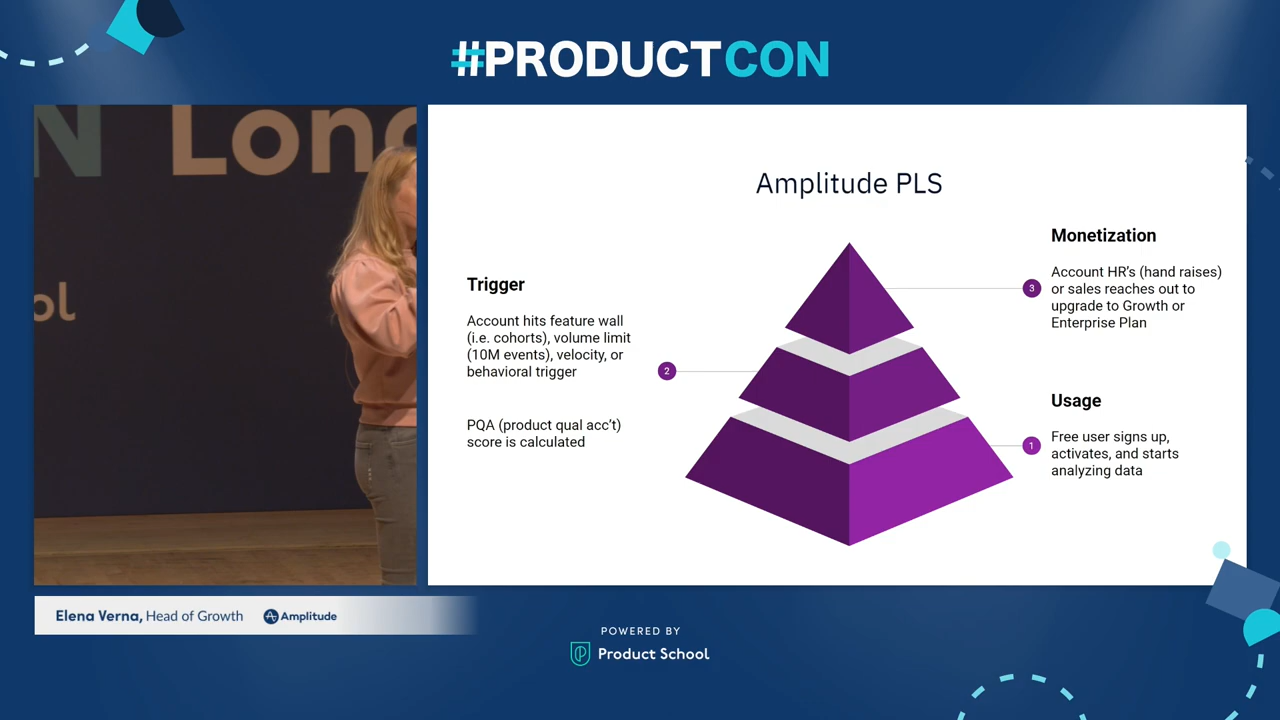 #PRODUCTCON
N Lond
ol
Amplitude PLS
Trigger
Account hits feature wall
(i.e. cohorts), volume limit
(10M events), velocity, or
behavioral trigger
PQA (product qual acc't)
score is calculated
2
Monetization
3
Account HR's (hand raises)
or sales reaches out to
upgrade to Growth or
Enterprise Plan
Usage
1
Free user signs up,
activates, and starts
analyzing data
Elena Verna, Head of Growth Amplitude
POWERED BY
Product School